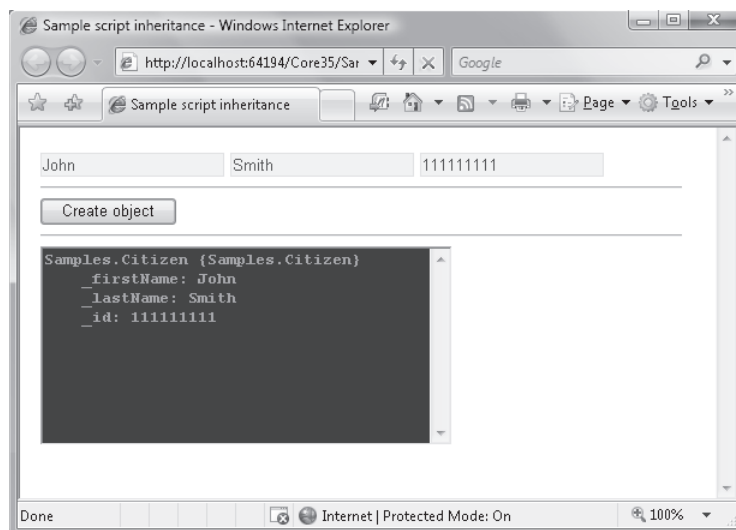 Sample script inheritance - Windows Internet Explorer
http://localhost:64194/Core35/Sar
Google
Sample script inheritance
Page Tools
John Smith 111111111
Create object
Samples.Citizen {Samples.Citizen}
_firstName: John
_lastName: Smith
_id: 111111111
Done Internet | Protected Mode: On 100%